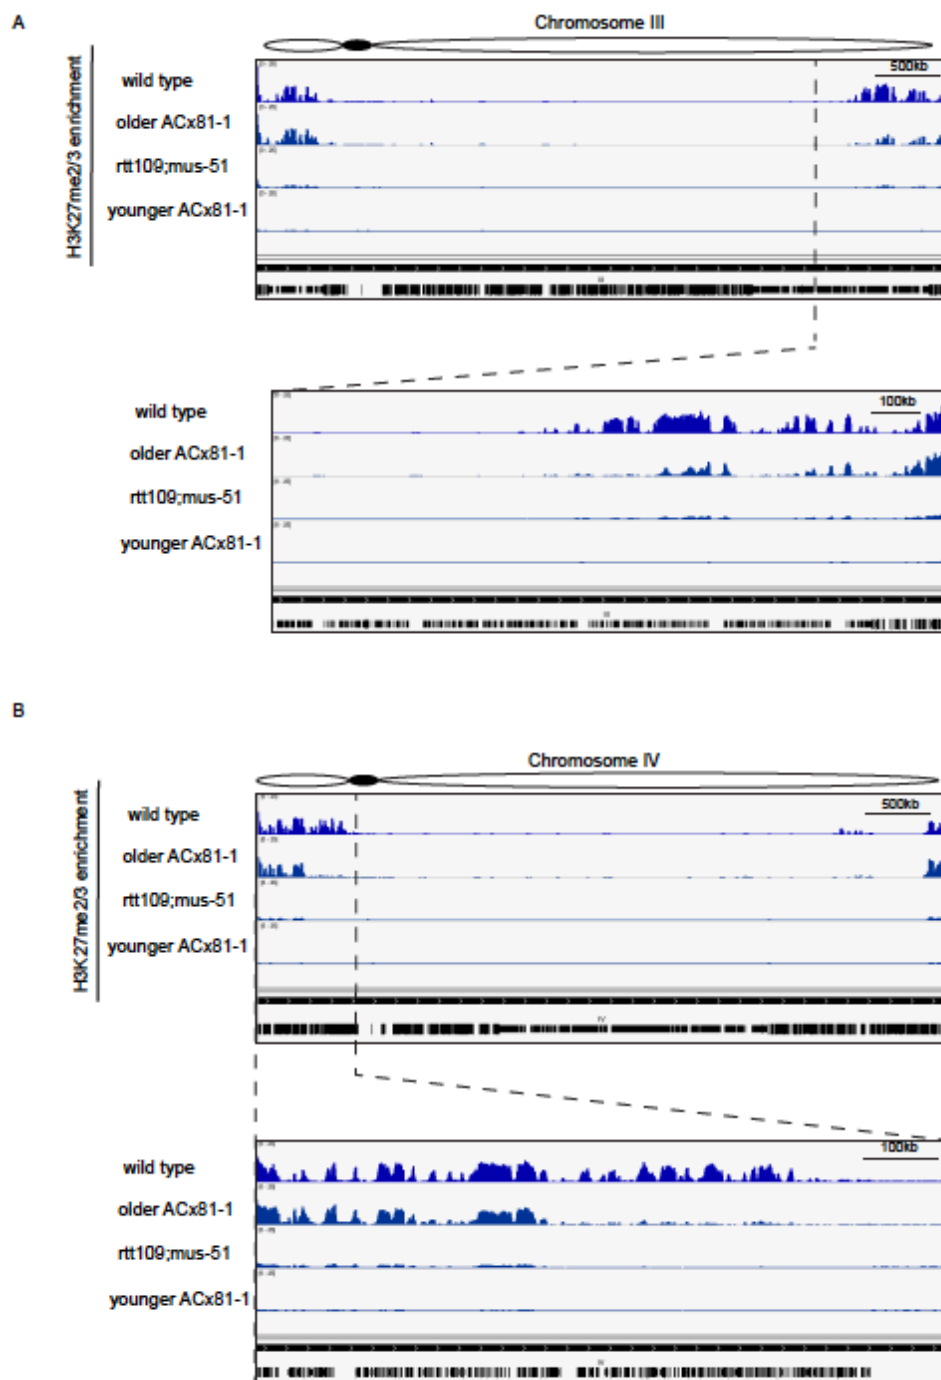 A
Chromosome III
500kb
H3K27me2/3 enrichment
wild type
older ACx81-1
rtt109;mus-51
younger ACx81-1
III
100kb
wild type
older ACx81-1
rtt109;mus-51
younger ACx81-1
III
B
Chromosome IV
500kb
H3K27me2/3 enrichment
wild type
older ACx81-1
rtt109;mus-51
younger ACx81-1
IV
100kb
wild type
older ACx81-1
rtt109;mus-51
younger ACx81-1